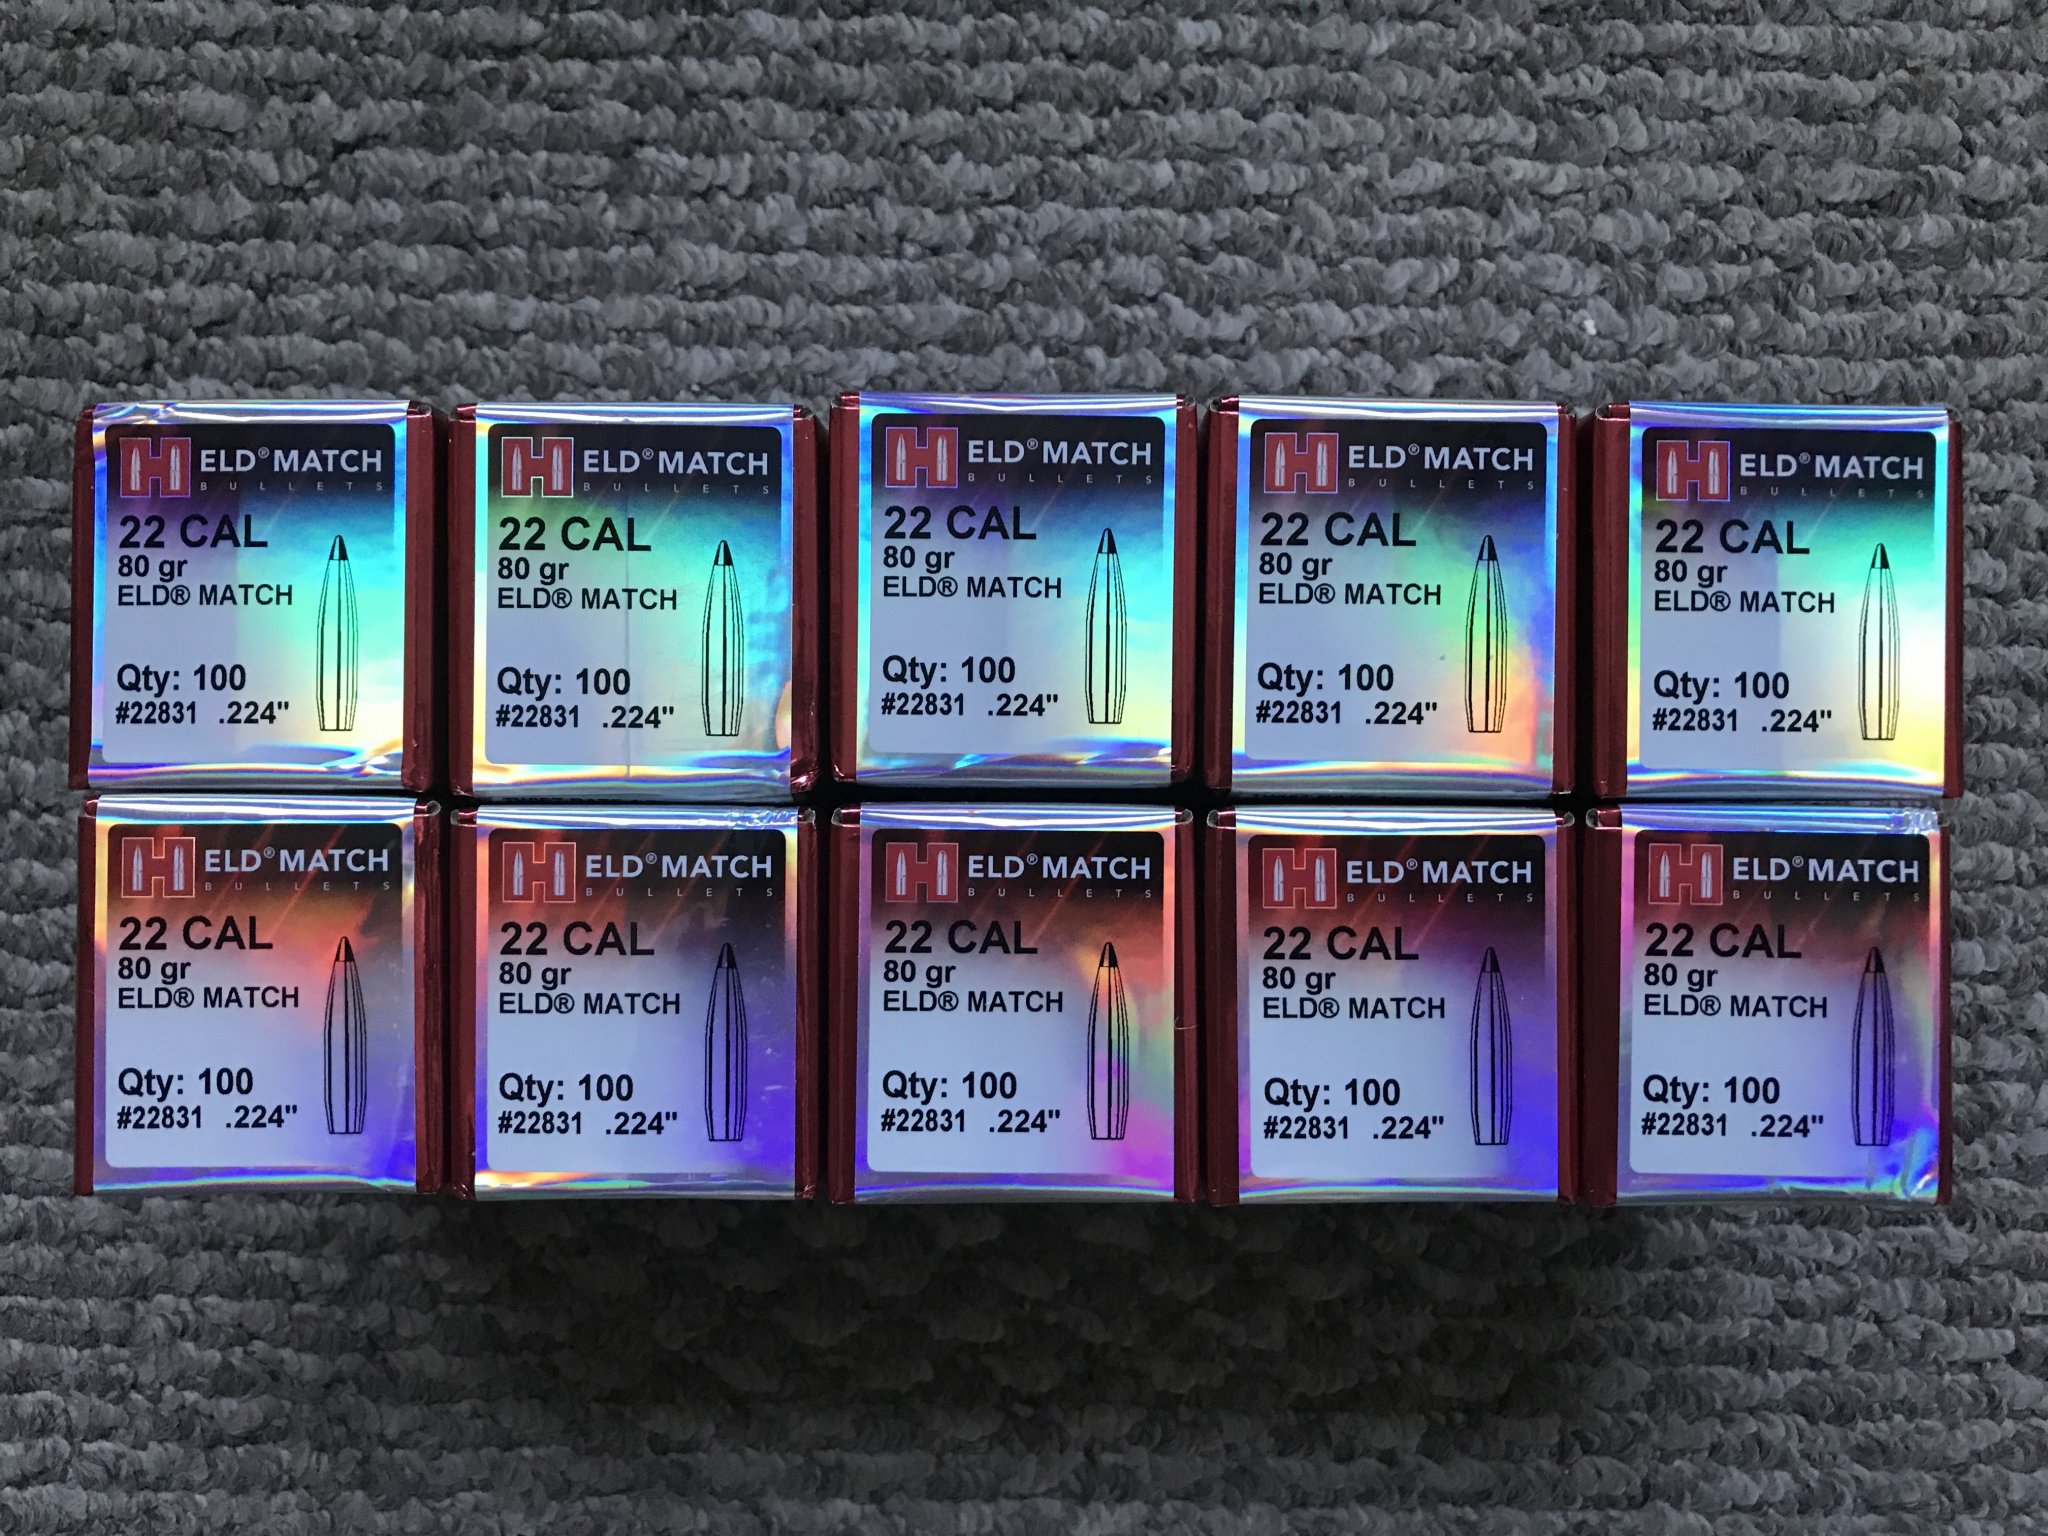 ELD® MATCH
BULLETS
22 CAL
80 gr
ELD® MATCH
Qty: 100
#22831 .224"
ELD® MATCH
BULLETS
22 CAL
80 gr
ELD® MATCH
Qty: 100
#22831 .224"
ELD® MATCH
BULLETS
22 CAL
80 gr
ELD® MATCH
Qty: 100
#22831 .224"
ELD® MATCH
BULLETS
22 CAL
80 gr
ELD® MATCH
Qty: 100
#22831 .224"
ELD® MATCH
BULLETS
22 CAL
80 gr
ELD® MATCH
Qty: 100
#22831 .224"
ELD® MATCH
BULLETS
22 CAL
80 gr
ELD® MATCH
Qty: 100
#22831 .224"
ELD® MATCH
BULLETS
22 CAL
80 gr
ELD® MATCH
Qty: 100
#22831 .224"
ELD® MATCH
BULLETS
22 CAL
80 gr
ELD® MATCH
Qty: 100
#22831 .224"
ELD® MATCH
BULLETS
22 CAL
80 gr
ELD® MATCH
Qty: 100
#22831 .224"
ELD® MATCH
BULLETS
22 CAL
80 gr
ELD® MATCH
Qty: 100
#22831 .224"